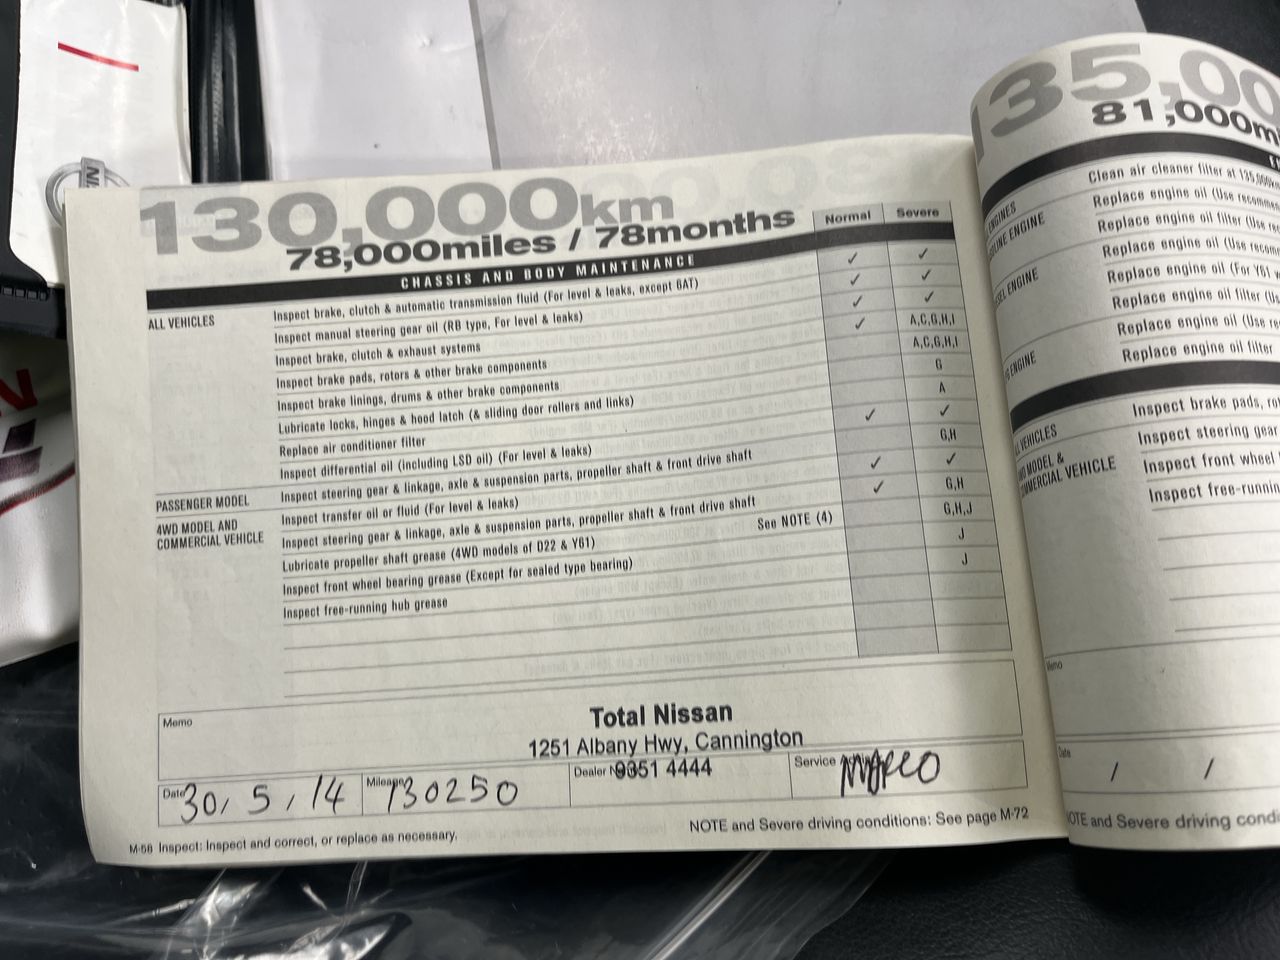 130,000km
78,000miles / 78months
Normal Severe
CHASSIS AND BODY MAINTENANCE
ALL VEHICLES
Inspect brake, clutch & automatic transmission fluid (For level & leaks, except 6AT) ✓ ✓
Inspect manual steering gear oil (RB type, For level & leaks) ✓ ✓
Inspect brake, clutch & exhaust systems ✓ ✓
Inspect brake pads, rotors & other brake components ✓ A,C,G,H,I
Inspect brake linings, drums & other brake components A,C,G,H,I
Lubricate locks, hinges & hood latch (& sliding door rollers and links) G
Replace air conditioner filter A
Inspect differential oil (including LSD oil) (For level & leaks) ✓ ✓
PASSENGER MODEL
Inspect steering gear & linkage, axle & suspension parts, propeller shaft & front drive shaft G,H
4WD MODEL AND
COMMERCIAL VEHICLE
Inspect transfer oil or fluid (For level & leaks) ✓ ✓
Inspect steering gear & linkage, axle & suspension parts, propeller shaft & front drive shaft ✓ G,H
Lubricate propeller shaft grease (4WD models of D22 & Y61) See NOTE (4) G,H,J
Inspect front wheel bearing grease (Except for sealed type bearing) J
Inspect free-running hub grease J
Memo
Total Nissan
1251 Albany Hwy, Cannington
9351 4444
Date 30/5/14
Mileage 130250
Dealer
Service
M-58 Inspect: Inspect and correct, or replace as necessary.
NOTE and Severe driving conditions: See page M-72
135,00
81,000m
Clean air cleaner filter at 135,000km
ENGINES
Replace engine oil (Use recomme
LINE ENGINE
Replace engine oil filter (Use re
Replace engine oil (Use recom
SEL ENGINE
Replace engine oil (For Y61 w
Replace engine oil filter (U
Replace engine oil (Use re
G ENGINE
Replace engine oil filter
LL VEHICLES
Inspect brake pads, ro
WD MODEL &
MMERCIAL VEHICLE
Inspect steering gear
Inspect front wheel
Inspect free-runnin
Memo
Date / /
OTE and Severe driving condi